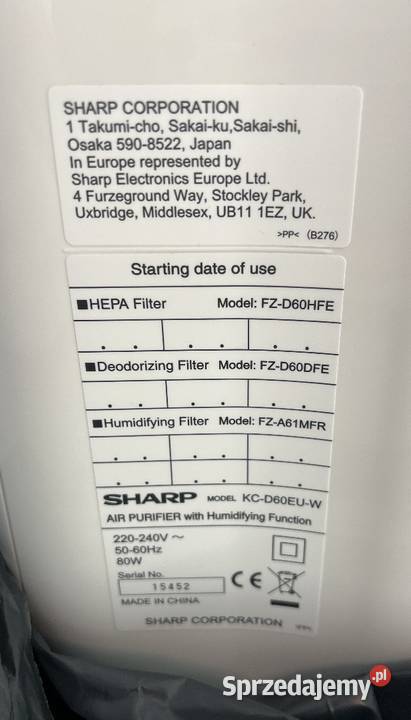 SHARP CORPORATION
1 Takumi-cho, Sakai-ku,Sakai-shi,
Osaka 590-8522, Japan
In Europe represented by
Sharp Electronics Europe Ltd.
4 Furzeground Way, Stockley Park,
Uxbridge, Middlesex, UB11 1EZ, UK.
>PP< (B276)
Starting date of use
■HEPA Filter Model: FZ-D60HFE
■Deodorizing Filter Model: FZ-D60DFE
■Humidifying Filter Model: FZ-A61MFR
SHARP MODEL KC-D60EU-W
AIR PURIFIER with Humidifying Function
220-240V ～
50-60Hz
80W
Serial No.
15452
CE
MADE IN CHINA
SHARP CORPORATION
Sprzedajemy.pl